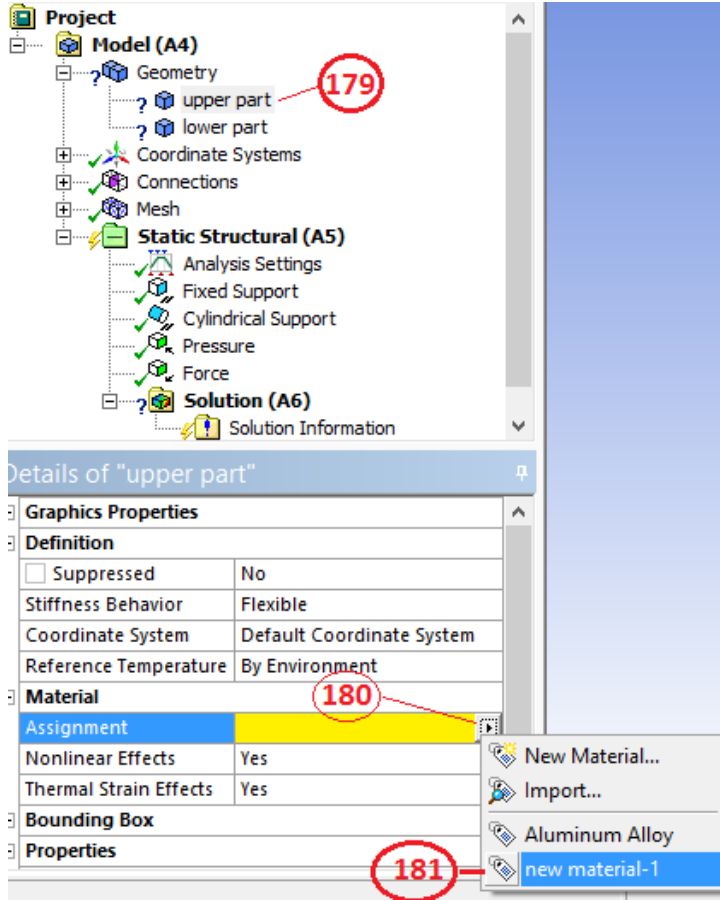 Project
Model (A4)
Geometry
179
upper part
lower part
Coordinate Systems
Connections
Mesh
Static Structural (A5)
Analysis Settings
Fixed Support
Cylindrical Support
Pressure
Force
Solution (A6)
Solution Information
Details of "upper part"
Graphics Properties
Definition
Suppressed No
Stiffness Behavior Flexible
Coordinate System Default Coordinate System
Reference Temperature By Environment
Material
180
Assignment
Nonlinear Effects Yes
Thermal Strain Effects Yes
Bounding Box
Properties
New Material...
Import...
Aluminum Alloy
181
new material-1